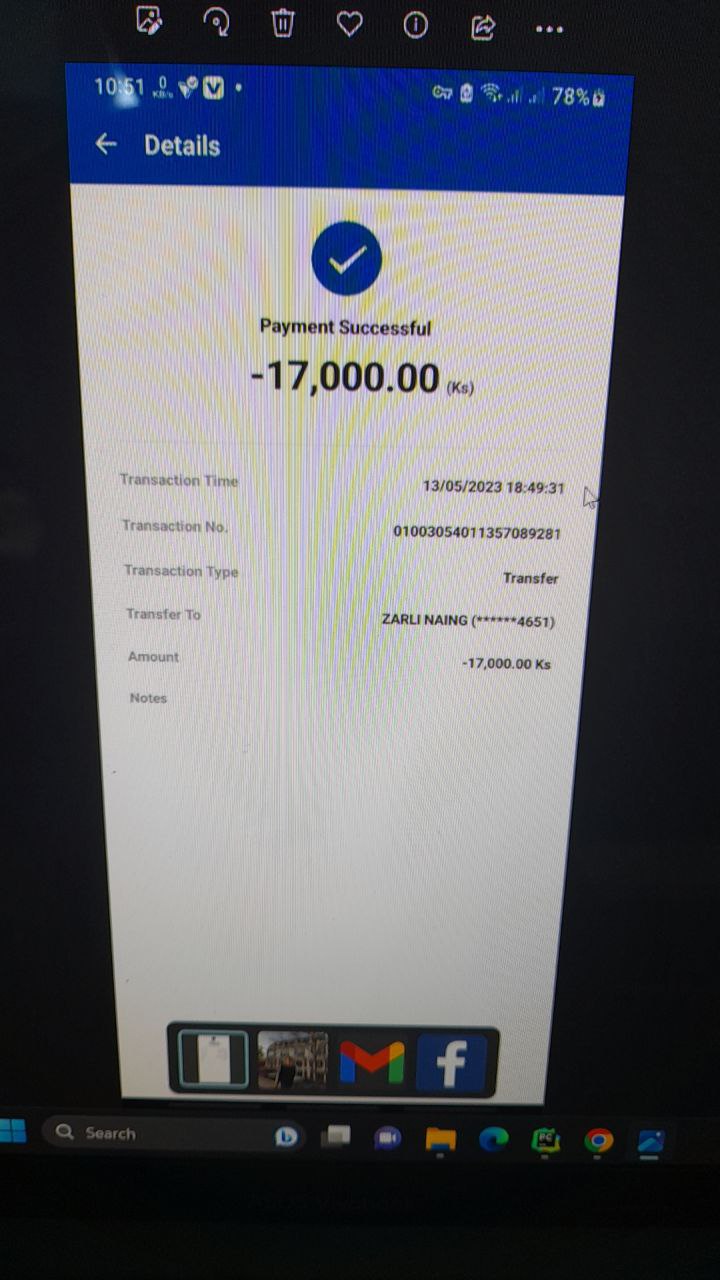 10:51 0 KB/s 78%
Details
Payment Successful
-17,000.00 (Ks)
Transaction Time 13/05/2023 18:49:31
Transaction No. 01003054011357089281
Transaction Type Transfer
Transfer To ZARLI NAING (******4651)
Amount -17,000.00 Ks
Notes
Search
PC